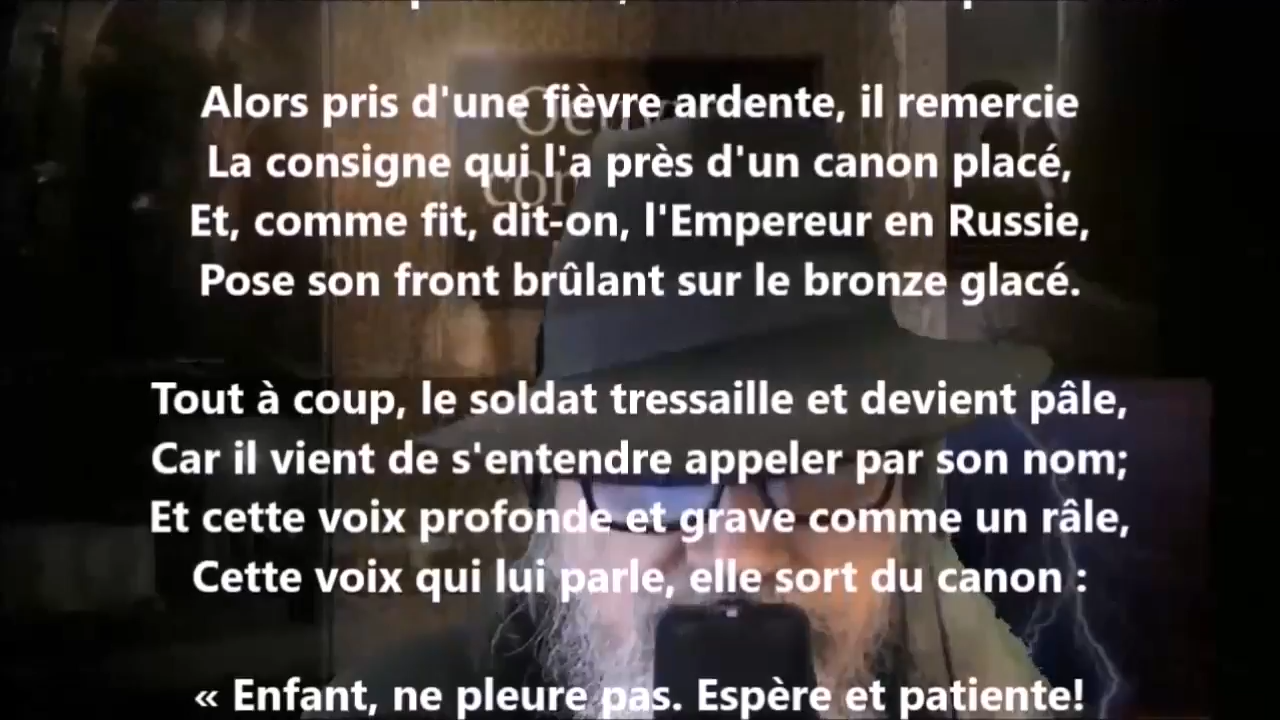 Alors pris d'une fièvre ardente, il remercie
La consigne qui l'a près d'un canon placé,
Et, comme fit, dit-on, l'Empereur en Russie,
Pose son front brûlant sur le bronze glacé.
Tout à coup, le soldat tressaille et devient pâle,
Car il vient de s'entendre appeler par son nom;
Et cette voix profonde et grave comme un râle,
Cette voix qui lui parle, elle sort du canon :
« Enfant, ne pleure pas. Espère et patiente!